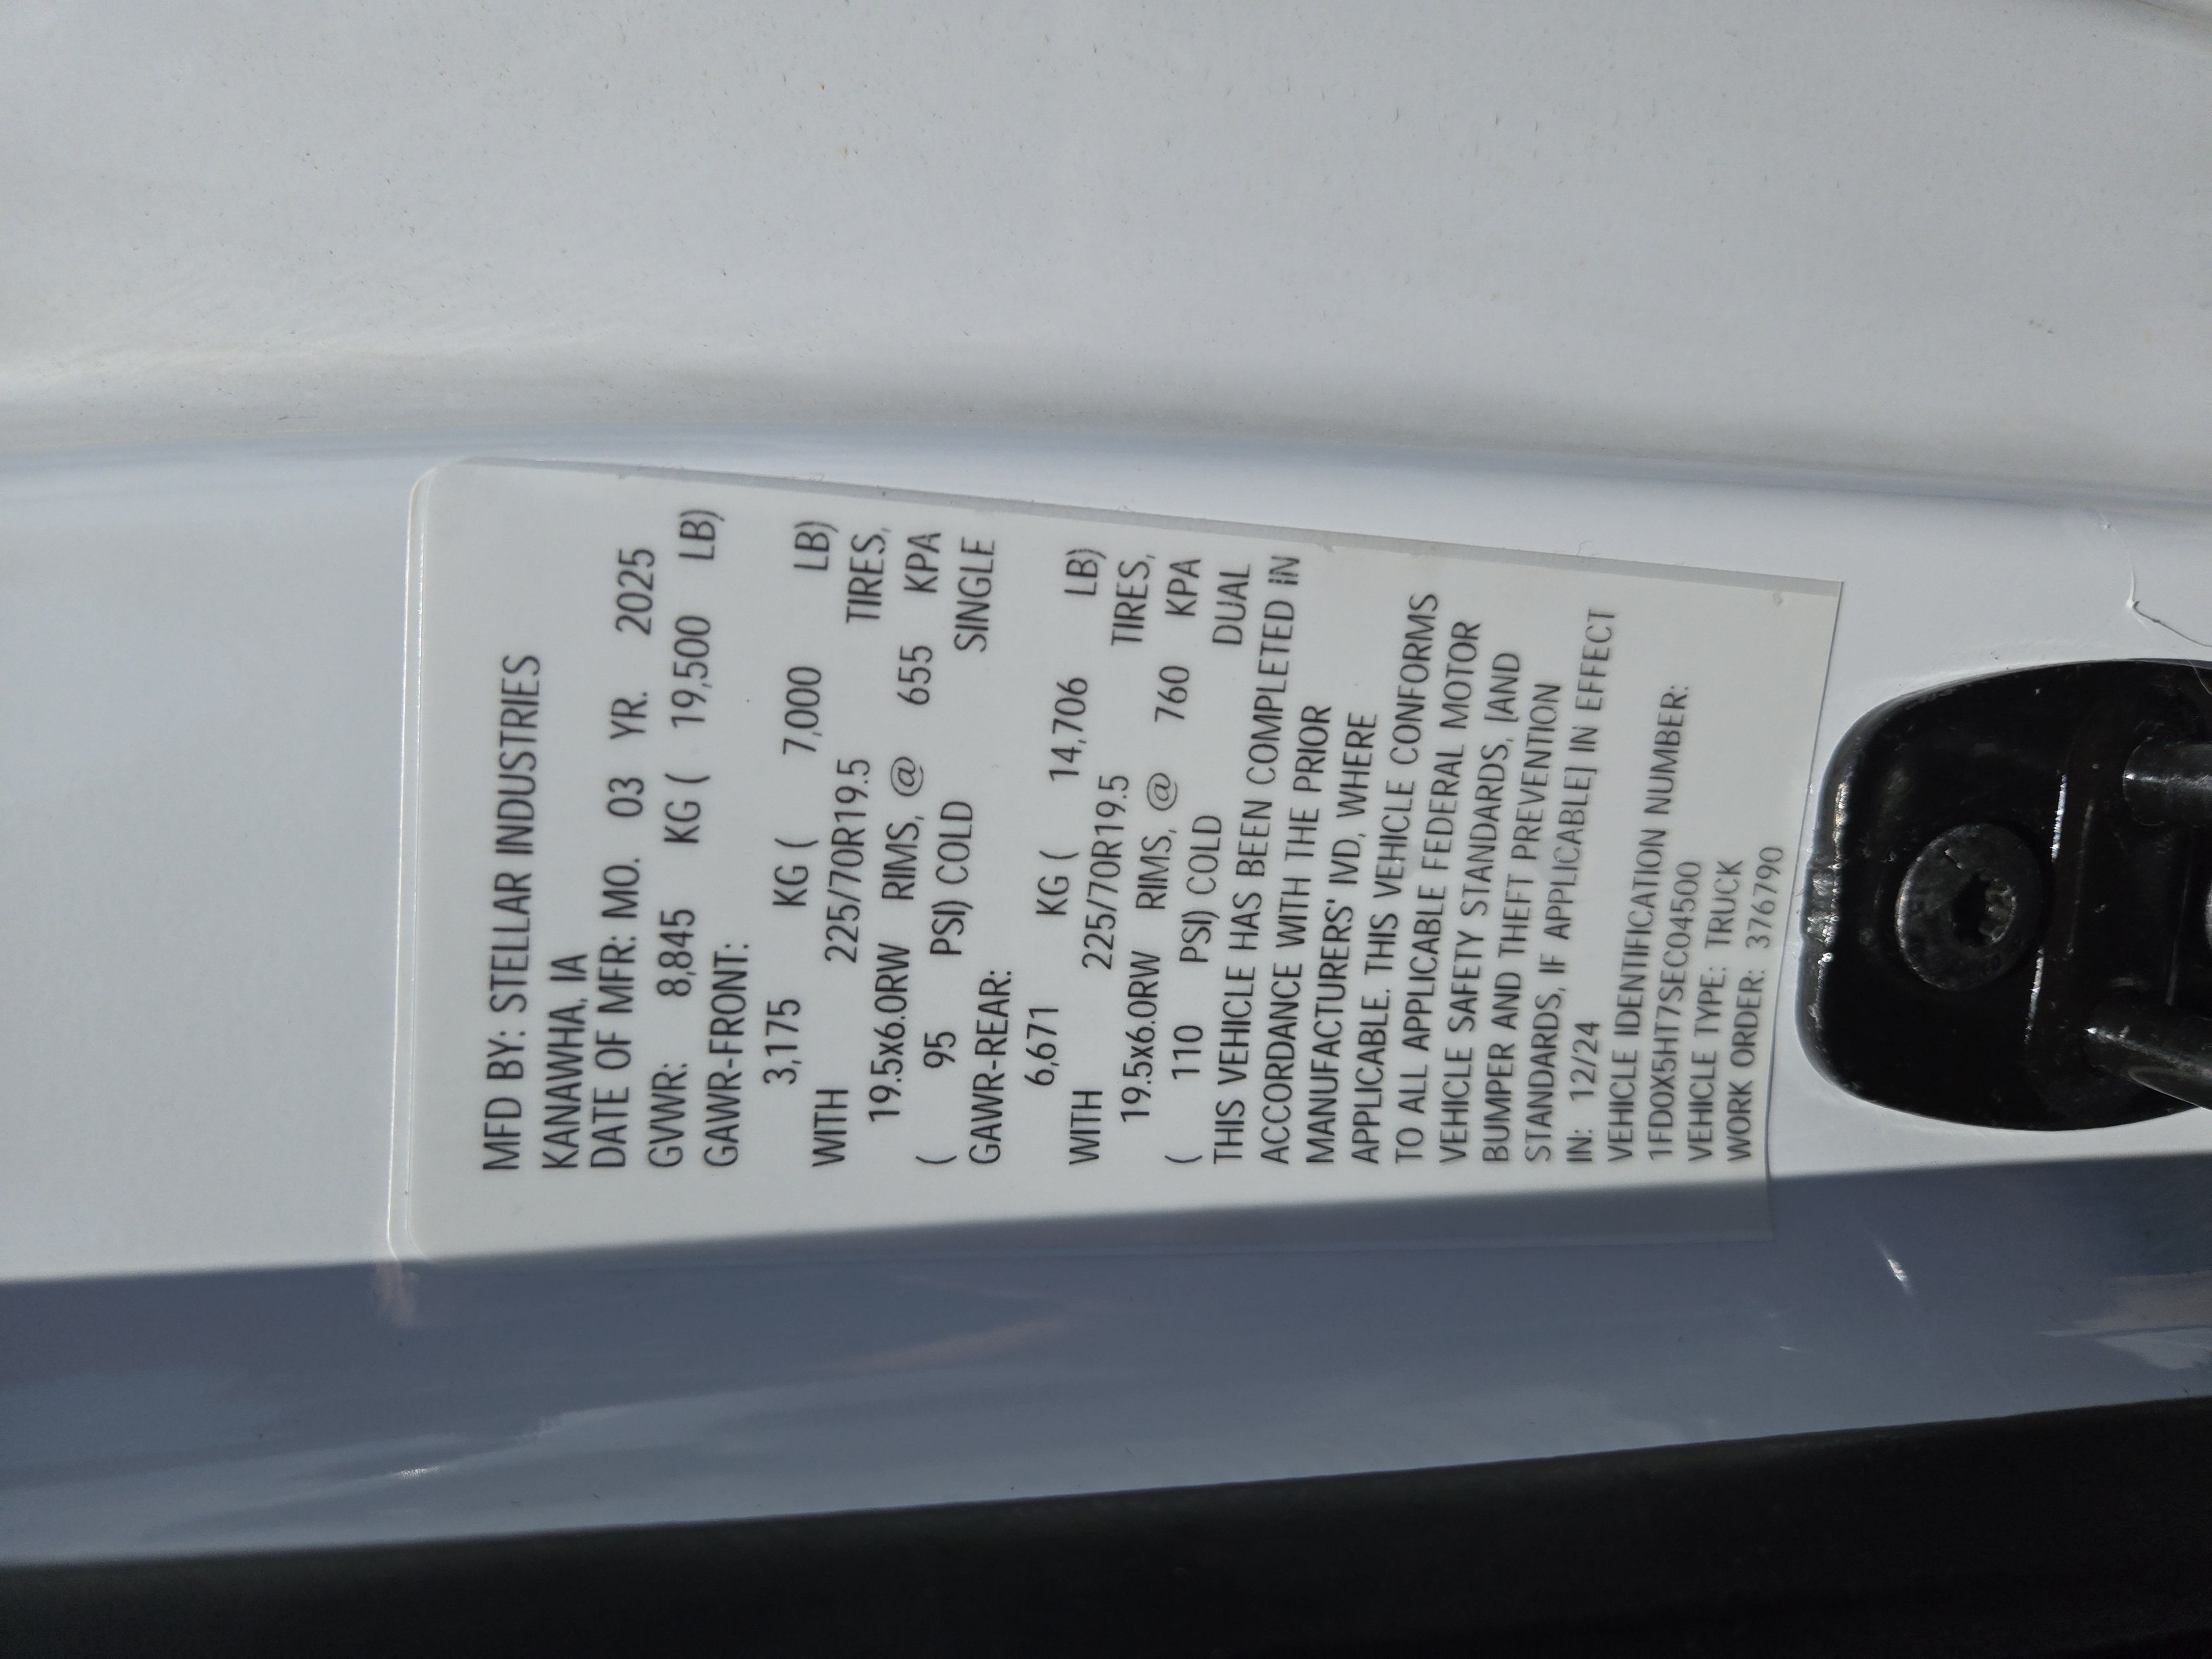 MFD BY: STELLAR INDUSTRIES
KANAWHA, IA
DATE OF MFR: MO. 03 YR. 2025
GVWR: 8,845 KG ( 19,500 LB)
GAWR-FRONT:
3,175 KG ( 7,000 LB)
WITH 225/70R19.5 TIRES,
19.5x6.0RW RIMS, @ 655 KPA
( 95 PSI) COLD SINGLE
GAWR-REAR:
6,671 KG ( 14,706 LB)
WITH 225/70R19.5 TIRES,
19.5x6.0RW RIMS, @ 760 KPA
( 110 PSI) COLD DUAL
THIS VEHICLE HAS BEEN COMPLETED IN
ACCORDANCE WITH THE PRIOR
MANUFACTURERS' IVD, WHERE
APPLICABLE. THIS VEHICLE CONFORMS
TO ALL APPLICABLE FEDERAL MOTOR
VEHICLE SAFETY STANDARDS, [AND
BUMPER AND THEFT PREVENTION
STANDARDS, IF APPLICABLE] IN EFFECT
IN: 12/24
VEHICLE IDENTIFICATION NUMBER:
1FD0X5HT7SEC04500
VEHICLE TYPE: TRUCK
WORK ORDER: 376790